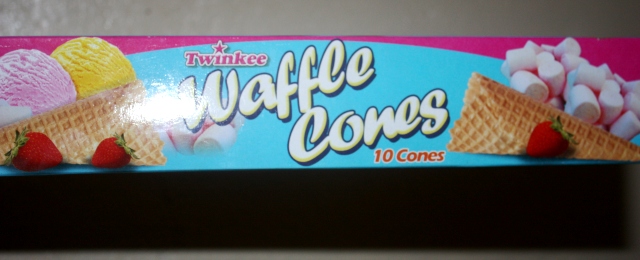 Twinkee
Waffle
Cones
10 Cones